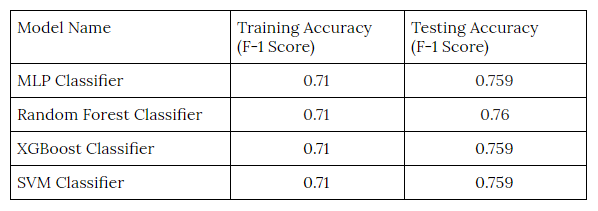 Model Name Training Accuracy Testing Accuracy
(F-1 Score) (F-1 Score)
MLP Classifier 0.71 0.759
Random Forest Classifier 0.71 0.76
XGBoost Classifier 0.71 0.759
SVM Classifier 0.71 0.759